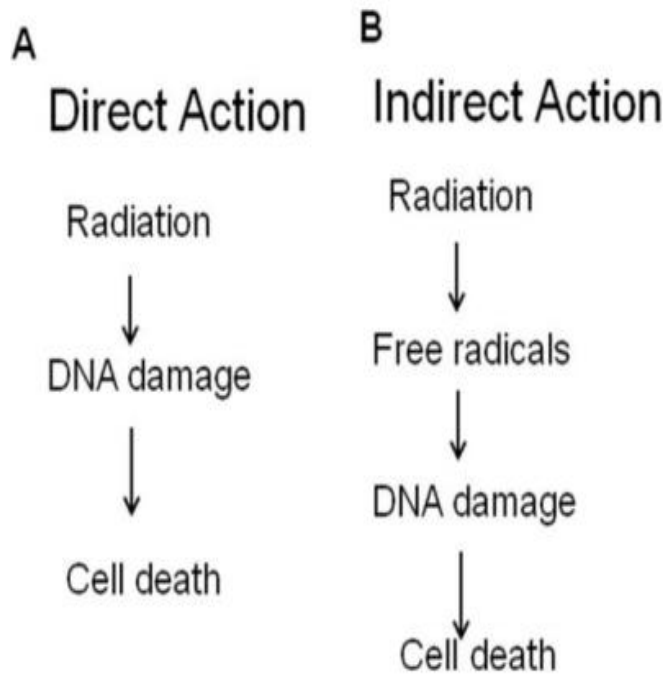 A
Direct Action
Radiation
DNA damage
Cell death
B
Indirect Action
Radiation
Free radicals
DNA damage
Cell death